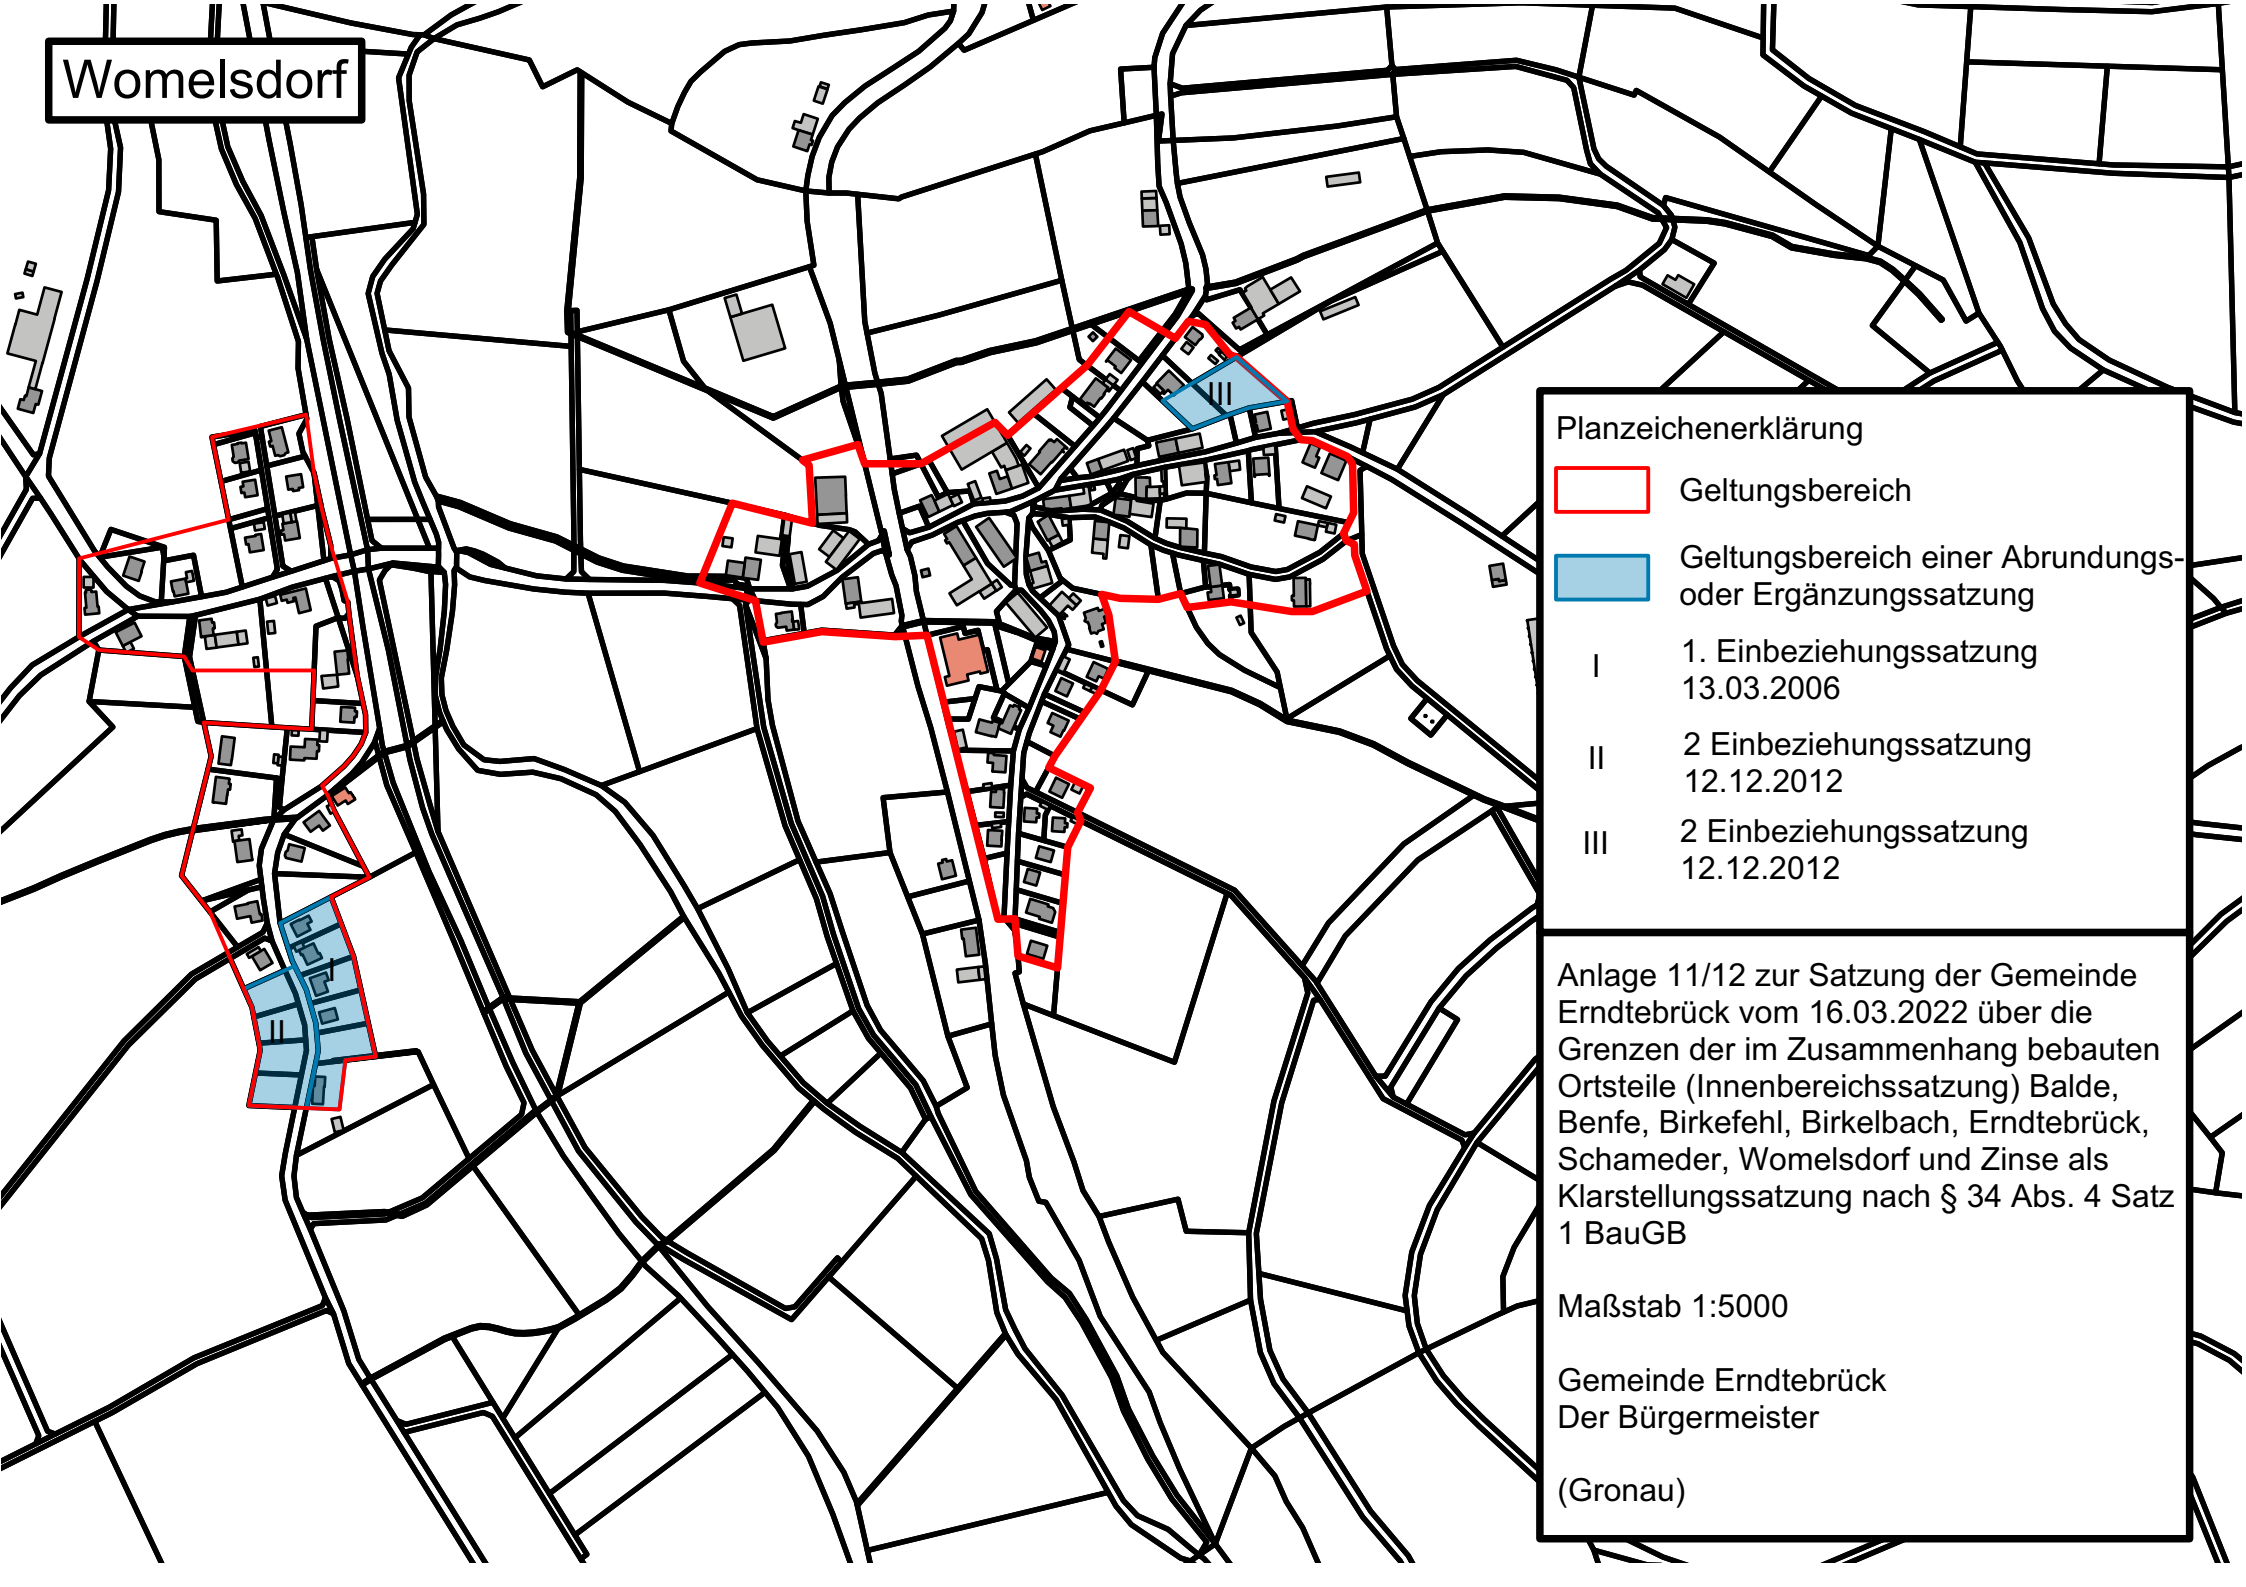 Womelsdorf
III
I
II
Planzeichenerklärung
Geltungsbereich
Geltungsbereich einer Abrundungs-
oder Ergänzungssatzung
I 1. Einbeziehungssatzung
13.03.2006
II 2 Einbeziehungssatzung
12.12.2012
III 2 Einbeziehungssatzung
12.12.2012
Anlage 11/12 zur Satzung der Gemeinde
Erndtebrück vom 16.03.2022 über die
Grenzen der im Zusammenhang bebauten
Ortsteile (Innenbereichssatzung) Balde,
Benfe, Birkefehl, Birkelbach, Erndtebrück,
Schameder, Womelsdorf und Zinse als
Klarstellungssatzung nach § 34 Abs. 4 Satz
1 BauGB
Maßstab 1:5000
Gemeinde Erndtebrück
Der Bürgermeister
(Gronau)